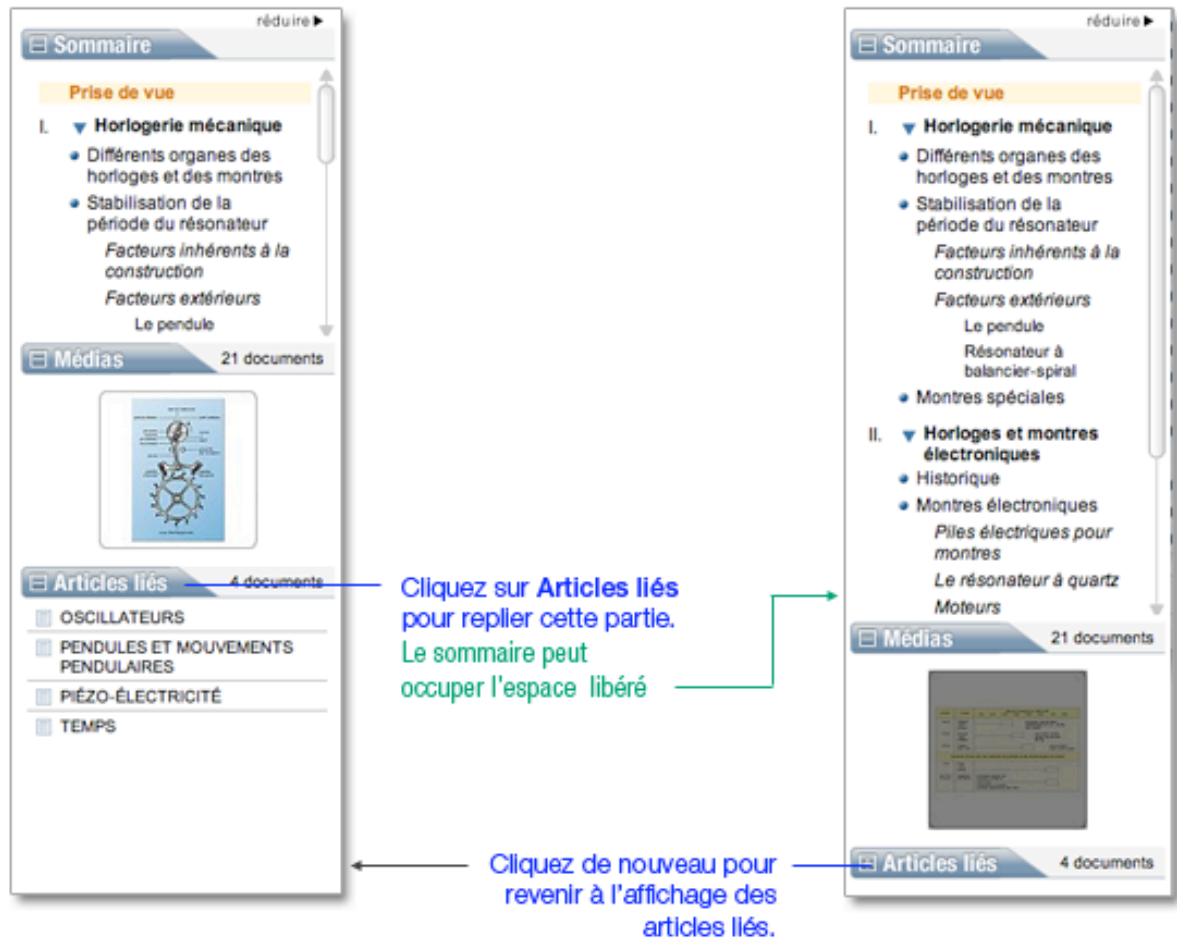 réduire
Sommaire
Prise de vue
I. Horlogerie mécanique
Différents organes des
horloges et des montres
Stabilisation de la
période du résonateur
Facteurs inhérents à la
construction
Facteurs extérieurs
Le pendule
Médias 21 documents
Articles liés 4 documents
OSCILLATEURS
PENDULES ET MOUVEMENTS
PENDULAIRES
PIÉZO-ÉLECTRICITÉ
TEMPS
Cliquez sur Articles liés
pour replier cette partie.
Le sommaire peut
occuper l'espace libéré
Cliquez de nouveau pour
revenir à l'affichage des
articles liés.
réduire
Sommaire
Prise de vue
I. Horlogerie mécanique
Différents organes des
horloges et des montres
Stabilisation de la
période du résonateur
Facteurs inhérents à la
construction
Facteurs extérieurs
Le pendule
Résonateur à
balancier-spiral
Montres spéciales
II. Horloges et montres
électroniques
Historique
Montres électroniques
Piles électriques pour
montres
Le résonateur à quartz
Moteurs
Médias 21 documents
Articles liés 4 documents